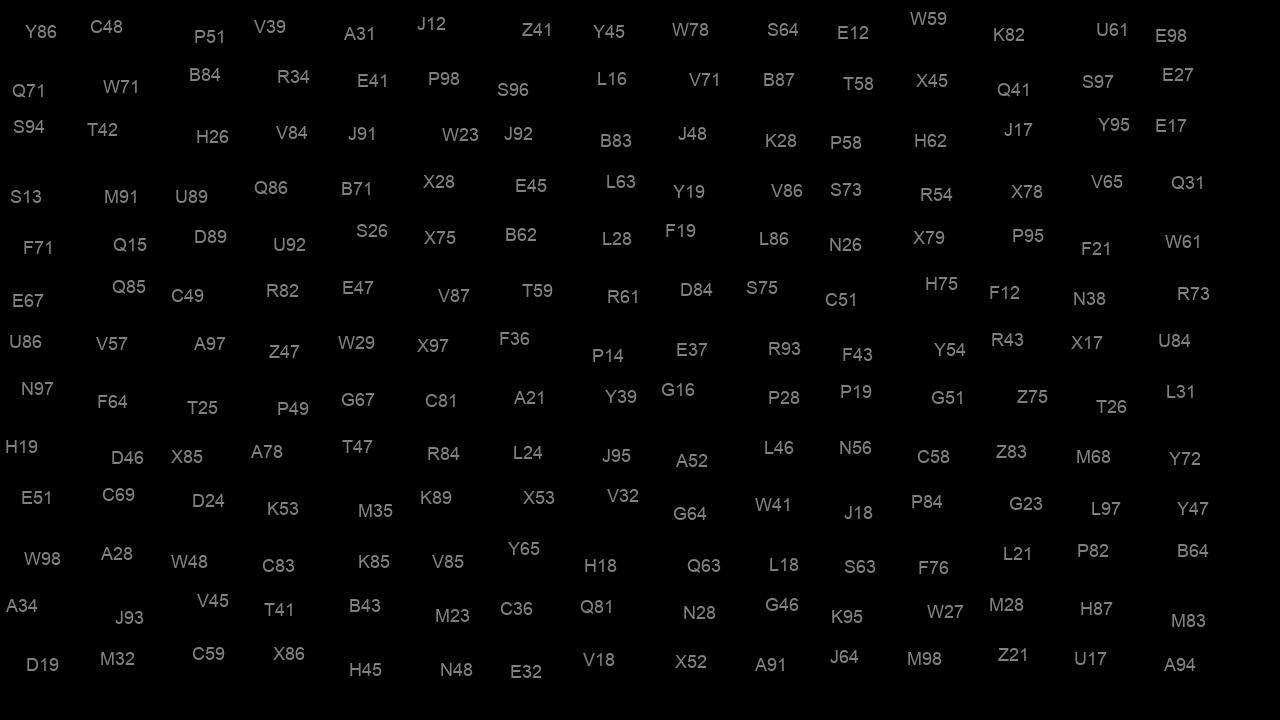 Y86 C48 P51 V39 A31 J12 Z41 Y45 W78 S64 E12 W59 K82 U61 E98
Q71 W71 B84 R34 E41 P98 S96 L16 V71 B87 T58 X45 Q41 S97 E27
S94 T42 H26 V84 J91 W23 J92 B83 J48 K28 P58 H62 J17 Y95 E17
S13 M91 U89 Q86 B71 X28 E45 L63 Y19 V86 S73 R54 X78 V65 Q31
F71 Q15 D89 U92 S26 X75 B62 L28 F19 L86 N26 X79 P95 F21 W61
E67 Q85 C49 R82 E47 V87 T59 R61 D84 S75 C51 H75 F12 N38 R73
U86 V57 A97 Z47 W29 X97 F36 P14 E37 R93 F43 Y54 R43 X17 U84
N97 F64 T25 P49 G67 C81 A21 Y39 G16 P28 P19 G51 Z75 T26 L31
H19 D46 X85 A78 T47 R84 L24 J95 A52 L46 N56 C58 Z83 M68 Y72
E51 C69 D24 K53 M35 K89 X53 V32 G64 W41 J18 P84 G23 L97 Y47
W98 A28 W48 C83 K85 V85 Y65 H18 Q63 L18 S63 F76 L21 P82 B64
A34 J93 V45 T41 B43 M23 C36 Q81 N28 G46 K95 W27 M28 H87 M83
D19 M32 C59 X86 H45 N48 E32 V18 X52 A91 J64 M98 Z21 U17 A94